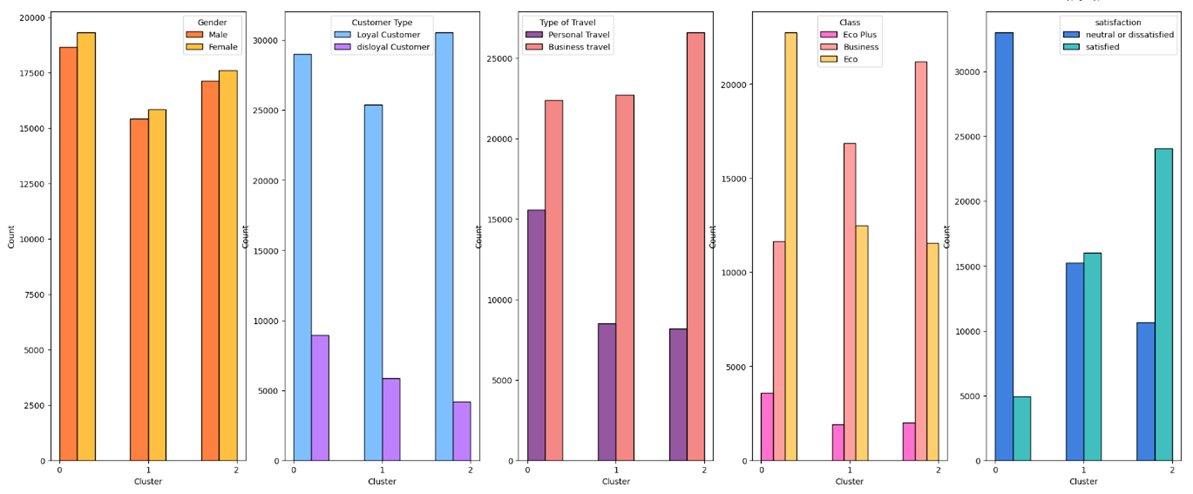 Gender
Male
Female
20000
17500
15000
12500
10000
7500
5000
2500
0
Count
0 1 2
Cluster
Customer Type
Loyal Customer
disloyal Customer
30000
25000
20000
15000
10000
5000
0
Count
0 1 2
Cluster
Type of Travel
Personal Travel
Business travel
25000
20000
15000
10000
5000
0
Count
0 1 2
Cluster
Class
Eco Plus
Business
Eco
20000
15000
10000
5000
0
Count
0 1 2
Cluster
satisfaction
neutral or dissatisfied
satisfied
30000
25000
20000
15000
10000
5000
0
Count
0 1 2
Cluster